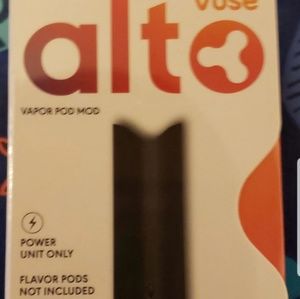 vuse
alto
VAPOR POD MOD
POWER
UNIT ONLY
FLAVOR PODS
NOT INCLUDED